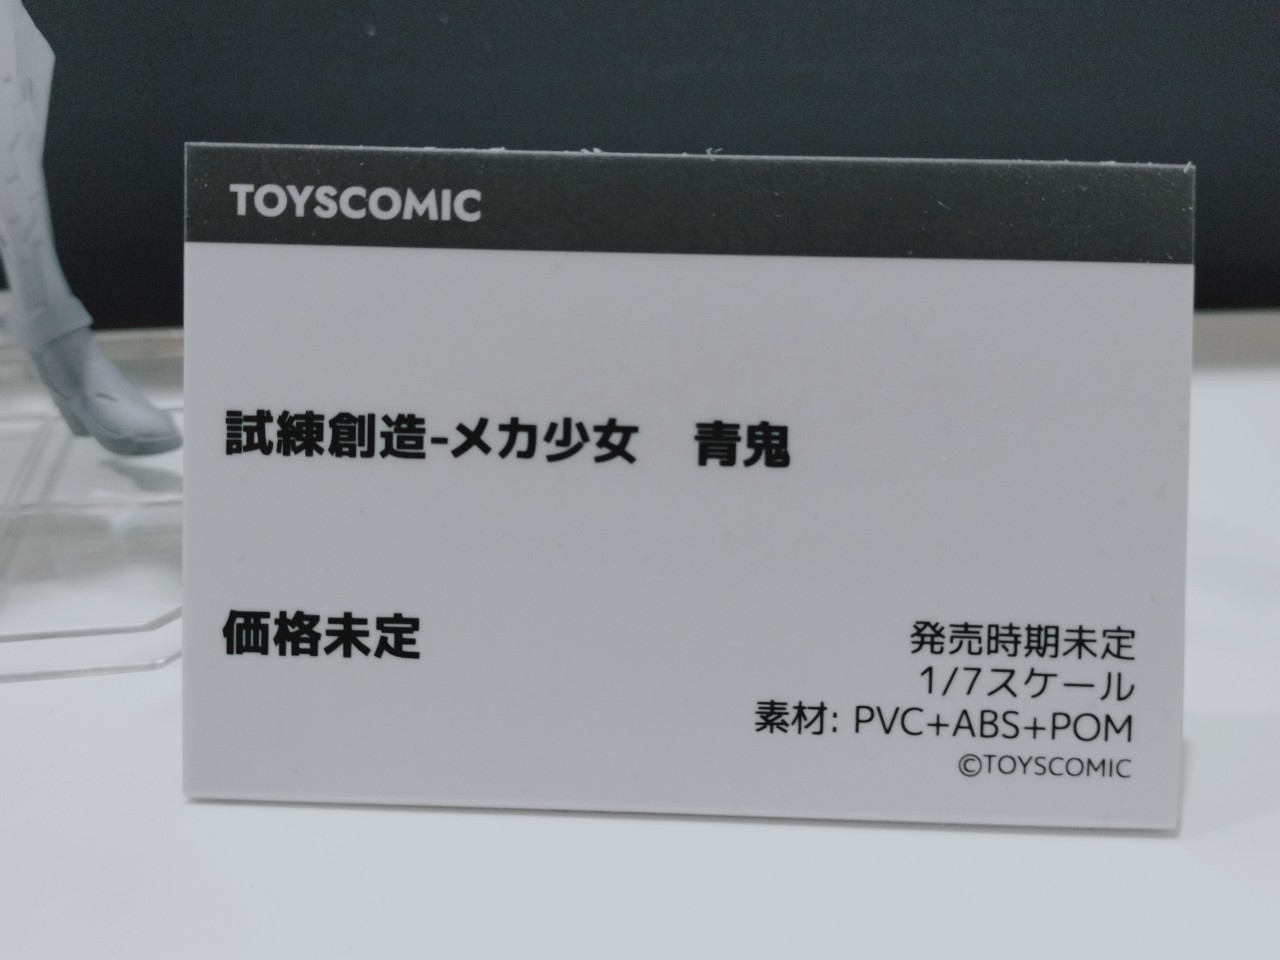 TOYSCOMIC
試練創造-メカ少女　青鬼
価格未定
発売時期未定
1/7スケール
素材: PVC+ABS+POM
©TOYSCOMIC